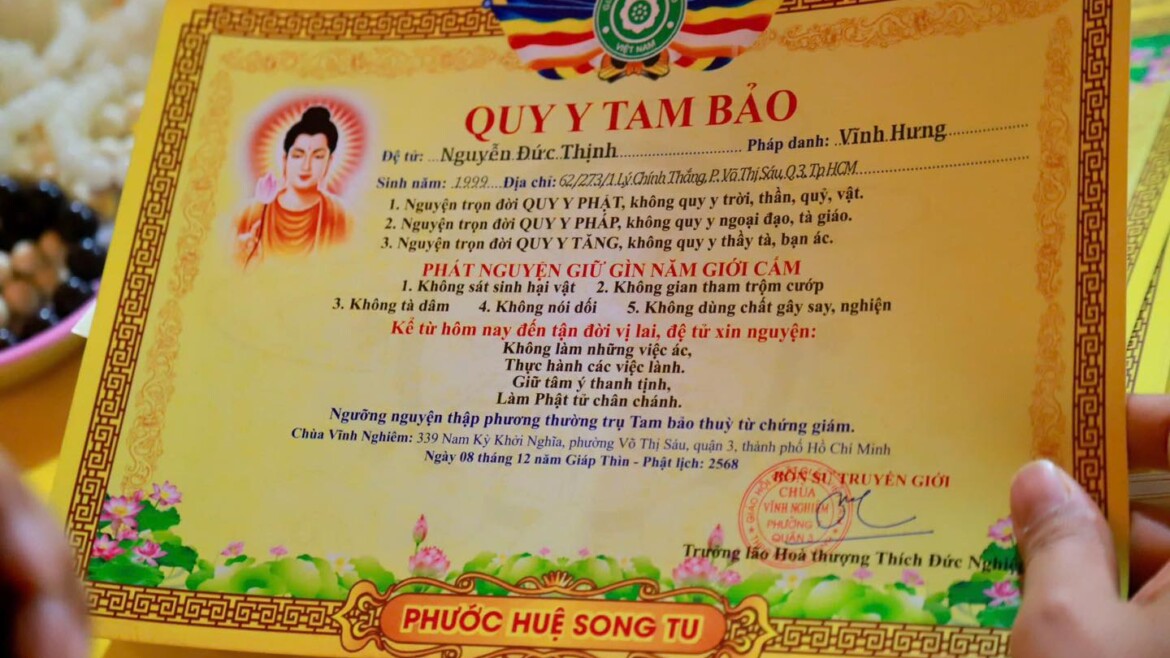 VIỆT NAM
QUY Y TAM BẢO
Đệ tử: Nguyễn Đức Thịnh Pháp danh: Vĩnh Hưng
Sinh năm: 1999 Địa chỉ: 62/273/1 Lý Chính Thắng, P. Võ Thị Sáu, Q3, Tp HCM
1. Nguyện trọn đời QUY Y PHẬT, không quy y trời, thần, quỷ, vật.
2. Nguyện trọn đời QUY Y PHÁP, không quy y ngoại đạo, tà giáo.
3. Nguyện trọn đời QUY Y TĂNG, không quy y thầy tà, bạn ác.
PHÁT NGUYỆN GIỮ GÌN NĂM GIỚI CẤM
1. Không sát sinh hại vật 2. Không gian tham trộm cướp
3. Không tà dâm 4. Không nói dối 5. Không dùng chất gây say, nghiện
Kể từ hôm nay đến tận đời vị lai, đệ tử xin nguyện:
Không làm những việc ác,
Thực hành các việc lành.
Giữ tâm ý thanh tịnh,
Làm Phật tử chân chánh.
Ngưỡng nguyện thập phương thường trụ Tam bảo thuỳ từ chứng giám.
Chùa Vĩnh Nghiêm: 339 Nam Kỳ Khởi Nghĩa, phường Võ Thị Sáu, quận 3, thành phố Hồ Chí Minh
Ngày 08 tháng 12 năm Giáp Thìn - Phật lịch: 2568
BỔN SƯ TRUYỀN GIỚI
CHÙA
VĨNH NGHIÊM
PHƯỜNG
QUẬN 3
Trưởng lão Hoà thượng Thích Đức Nghiệ
PHƯỚC HUỆ SONG TU